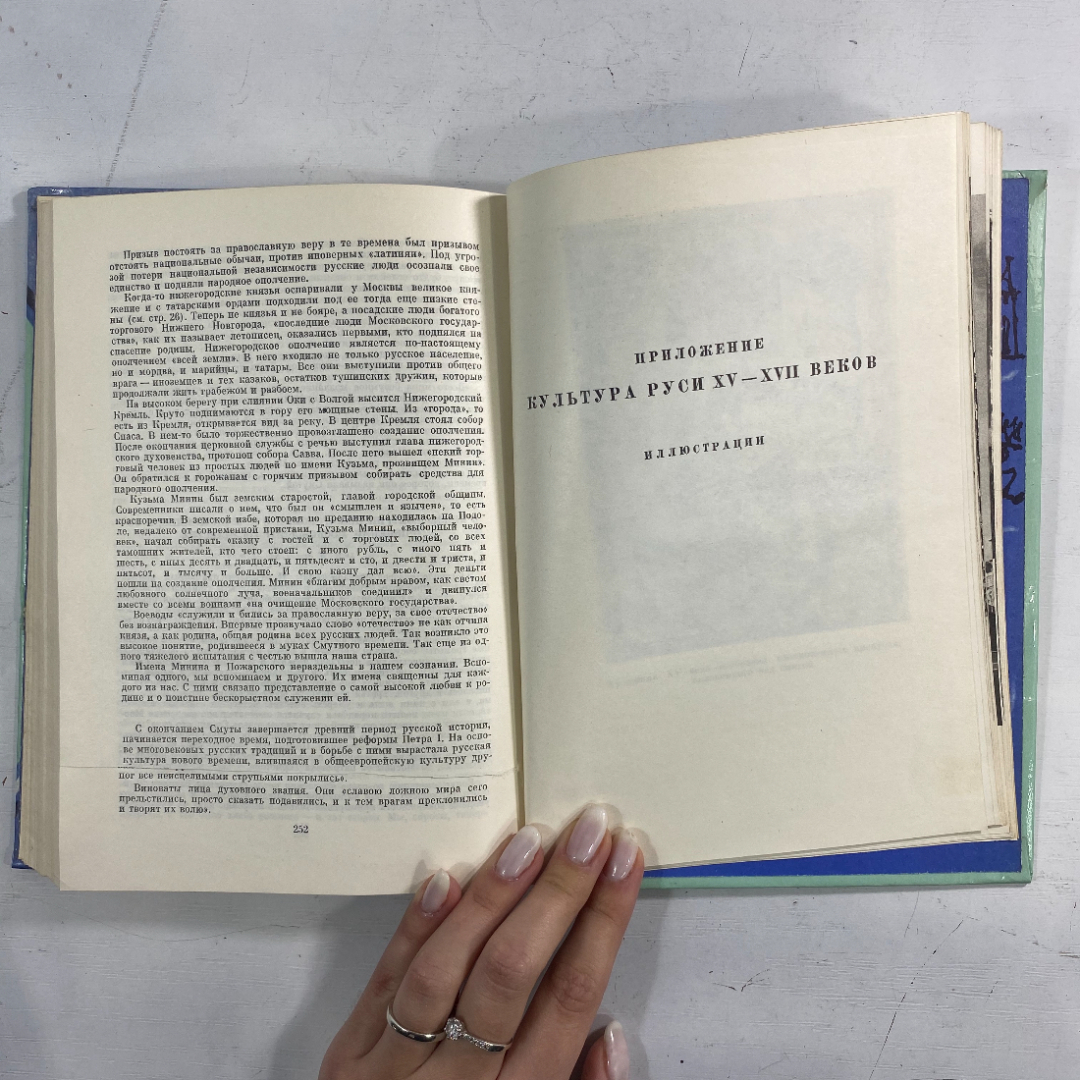 Призыв постоять за православную веру в те времена был призывом
отстоять национальные обычаи, против иноверных «латинян». Под угро-
зой потери национальной независимости русские люди осознали свое
единство и подняли народное ополчение.
Когда-то нижегородские князья оспаривали у Москвы великое кня-
жение и с татарскими ордами подходили под ее тогда еще низкие сте-
ны (см. стр. 26). Теперь не князья и не бояре, а посадские люди богатого
торгового Нижнего Новгорода, «последние люди Московского государ-
ства», как их называет летописец, оказались первыми, кто поднялся на
спасение родины. Нижегородское ополчение является по-настоящему
ополчением «всей земли». В него входило не только русское население,
но и мордва, и марийцы, и татары. Все они выступили против общего
врага — иноземцев и тех казаков, остатков тушинских дружин, которые
продолжали жить грабежом и разбоем.
На высоком берегу при слиянии Оки с Волгой высится Нижегородский
Кремль. Круто поднимаются в гору его мощные стены. Из «города», то
есть из Кремля, открывается вид за реку. В центре Кремля стоял собор
Спаса. В нем-то было торжественно провозглашено создание ополчения.
После окончания церковной службы с речью выступил глава нижегород-
ского духовенства, протопоп собора Савва. После него вышел «некий тор-
говый человек из простых людей по имени Кузьма, прозвищем Минин».
Он обратился к горожанам с горячим призывом собирать средства для
народного ополчения.
Кузьма Минин был земским старостой, главой городской общины.
Современники писали о нем, что был он «смышлен и язычен», то есть
красноречив. В земской избе, которая по преданию находилась на Подо-
ле, недалеко от современной пристани, Кузьма Минин, «выборный чело-
век», начал собирать «казну с гостей и с торговых людей, со всех
тамошних жителей, кто чего стоен: с иного рубль, с иного пять и
шесть, с иных десять и двадцать, и пятьдесят и сто, и двести и триста, и
пятьсот, и тысячу и больше. И свою казну дал всю». Эти деньги
пошли на создание ополчения. Минин «благим добрым нравом, как светом
любовного солнечного луча, военачальников соединил» и двинулся
вместе со всеми воинами «на очищение Московского государства».
Воеводы «служили и бились за православную веру, за свое отечество»
без вознаграждения. Впервые прозвучало слово «отечество» не как отчина
князя, а как родина, общая родина всех русских людей. Так возникло это
высокое понятие, родившееся в муках Смутного времени. Так еще из од-
ного тяжелого испытания с честью вышла наша страна.
Имена Минина и Пожарского нераздельны в нашем сознании. Вспо-
миная одного, мы вспоминаем и другого. Их имена священны для каж-
дого из нас. С ними связано представление о самой высокой любви к ро-
дине и о поистине бескорыстном служении ей.
С окончанием Смуты завершается древний период русской истории,
начинается переходное время, подготовившее реформы Петра I. На осно-
ве многовековых русских традиций и в борьбе с ними вырастала русская
культура нового времени, влившаяся в общеевропейскую культуру дру-
ног все неисцелимыми струпьями покрылись».
Виноваты лица духовного звания. Они «славою ложною мира сего
прельстились, просто сказать подавились, и к тем врагам преклонились
и творят их волю».
252
ПРИЛОЖЕНИЕ
КУЛЬТУРА РУСИ XV—XVII ВЕКОВ
ИЛЛЮСТРАЦИИ